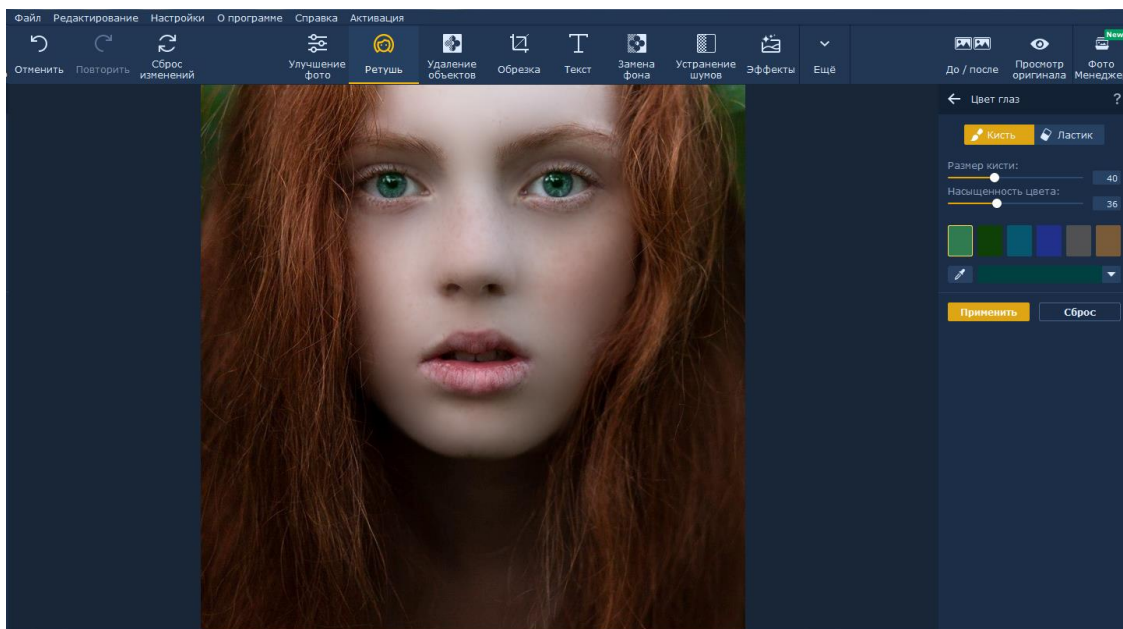 Файл Редактирование Настройки О программе Справка Активация
New
Отменить Повторить Сброс изменений Улучшение фото Ретушь Удаление объектов Обрезка Текст Замена фона Устранение шумов Эффекты Ещё До / после Просмотр оригинала Фото Менедже
Цвет глаз ?
Кисть Ластик
Размер кисти:
40
Насыщенность цвета:
36
Применить Сброс